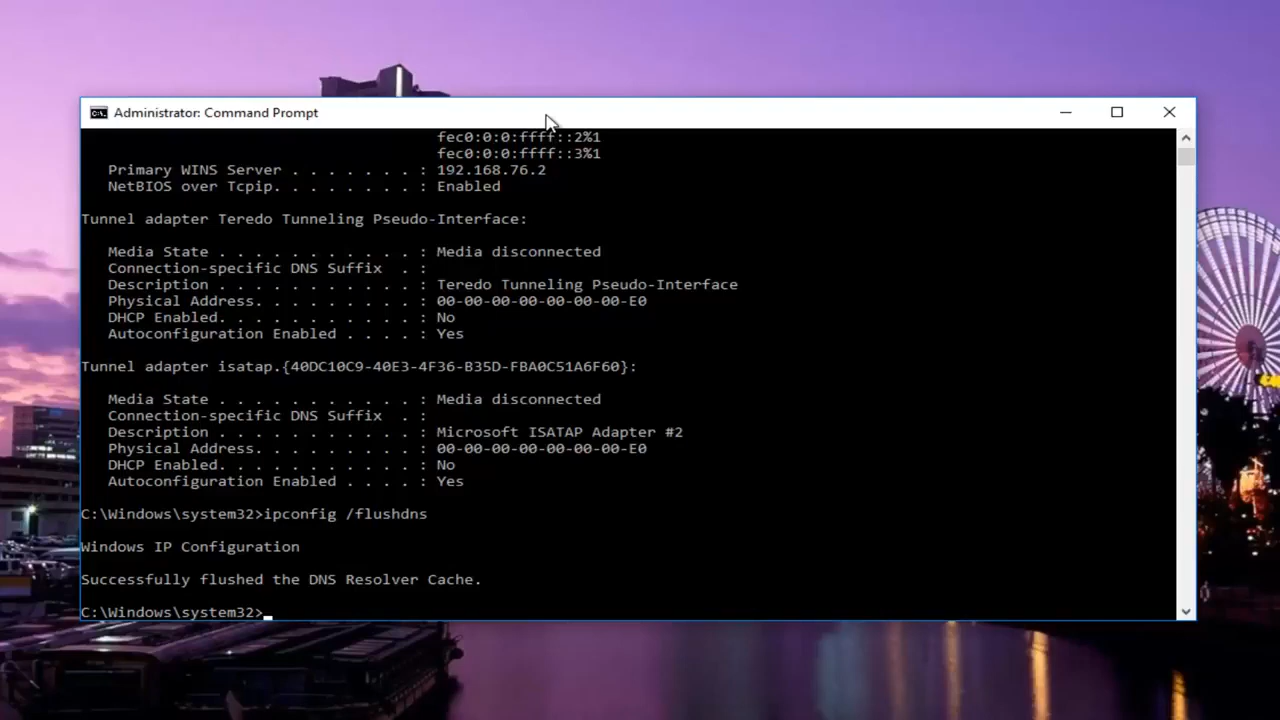 Administrator: Command Prompt
fec0:0:0:ffff::2%1
fec0:0:0:ffff::3%1
Primary WINS Server . . . . . . . : 192.168.76.2
NetBIOS over Tcpip. . . . . . . . : Enabled
Tunnel adapter Teredo Tunneling Pseudo-Interface:
Media State . . . . . . . . . . . : Media disconnected
Connection-specific DNS Suffix  . :
Description . . . . . . . . . . . : Teredo Tunneling Pseudo-Interface
Physical Address. . . . . . . . . : 00-00-00-00-00-00-00-E0
DHCP Enabled. . . . . . . . . . . : No
Autoconfiguration Enabled . . . . : Yes
Tunnel adapter isatap.{40DC10C9-40E3-4F36-B35D-FBA0C51A6F60}:
Media State . . . . . . . . . . . : Media disconnected
Connection-specific DNS Suffix  . :
Description . . . . . . . . . . . : Microsoft ISATAP Adapter #2
Physical Address. . . . . . . . . : 00-00-00-00-00-00-00-E0
DHCP Enabled. . . . . . . . . . . : No
Autoconfiguration Enabled . . . . : Yes
C:\Windows\system32>ipconfig /flushdns
Windows IP Configuration
Successfully flushed the DNS Resolver Cache.
C:\Windows\system32>